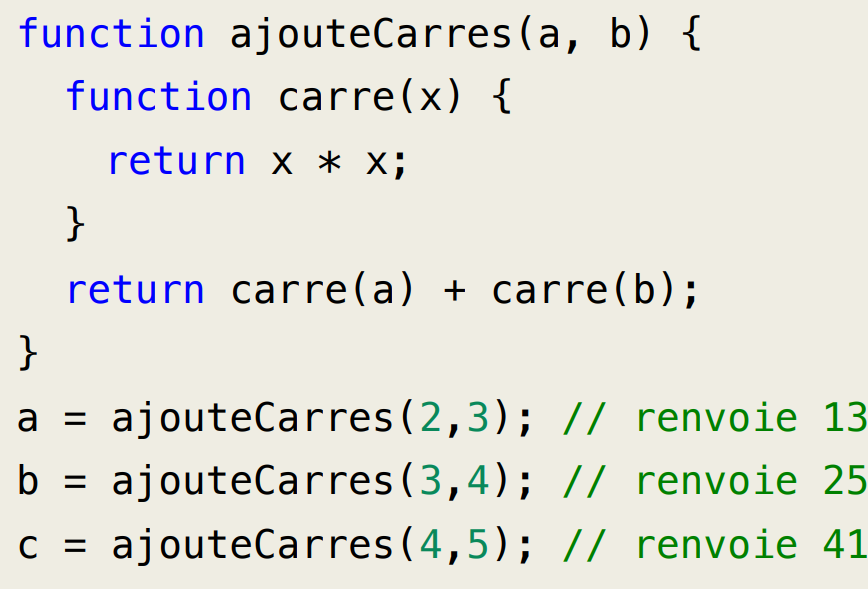 function ajouteCarres(a, b) {
  function carre(x) {
    return x * x;
  }
  return carre(a) + carre(b);
}
a = ajouteCarres(2,3); // renvoie 13
b = ajouteCarres(3,4); // renvoie 25
c = ajouteCarres(4,5); // renvoie 41